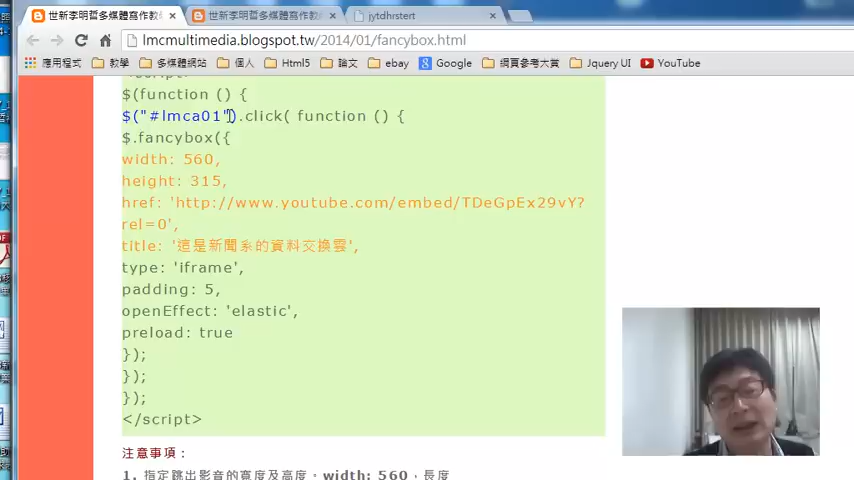 世新李明哲多媒體寫作教 世新李明哲多媒體寫作教 jytdhrstert
lmcmultimedia.blogspot.tw/2014/01/fancybox.html
應用程式 教學 多媒體網站 個人 Html5 論文 ebay Google 網頁參考大賞 Jquery UI YouTube
$(function () {
$("#lmca01").click( function () {
$.fancybox({
width: 560,
height: 315,
href: 'http://www.youtube.com/embed/TDeGpEx29vY?
rel=0',
title: '這是新聞系的資料交換雲',
type: 'iframe',
padding: 5,
openEffect: 'elastic',
preload: true
});
});
});
</script>
注意事項：
1. 指定跳出影音的寬度及高度。width: 560，長度